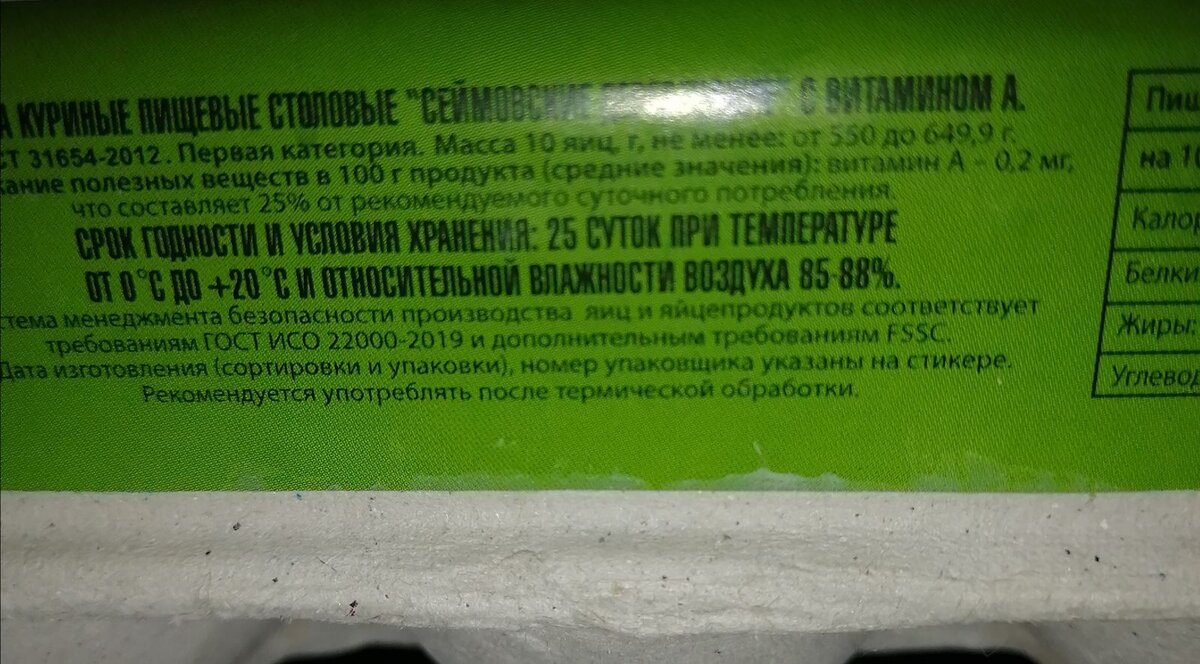 А КУРИНЫЕ ПИЩЕВЫЕ СТОЛОВЫЕ "СЕЙМОВСКИЕ С ВИТАМИНОМ А.
СТ 31654-2012 . Первая категория. Масса 10 яиц, г, не менее: от 550 до 649,9 г.
жание полезных веществ в 100 г продукта (средние значения): витамин А – 0,2 мг,
что составляет 25% от рекомендуемого суточного потребления.
СРОК ГОДНОСТИ И УСЛОВИЯ ХРАНЕНИЯ: 25 СУТОК ПРИ ТЕМПЕРАТУРЕ
ОТ 0°С ДО +20°С И ОТНОСИТЕЛЬНОЙ ВЛАЖНОСТИ ВОЗДУХА 85-88%.
стема менеджмента безопасности производства яиц и яйцепродуктов соответствует
требованиям ГОСТ ИСО 22000-2019 и дополнительным требованиям FSSC.
Дата изготовления (сортировки и упаковки), номер упаковщика указаны на стикере.
Рекомендуется употреблять после термической обработки.
Пищ
на 10
Калор
Белки
Жиры
Углевод